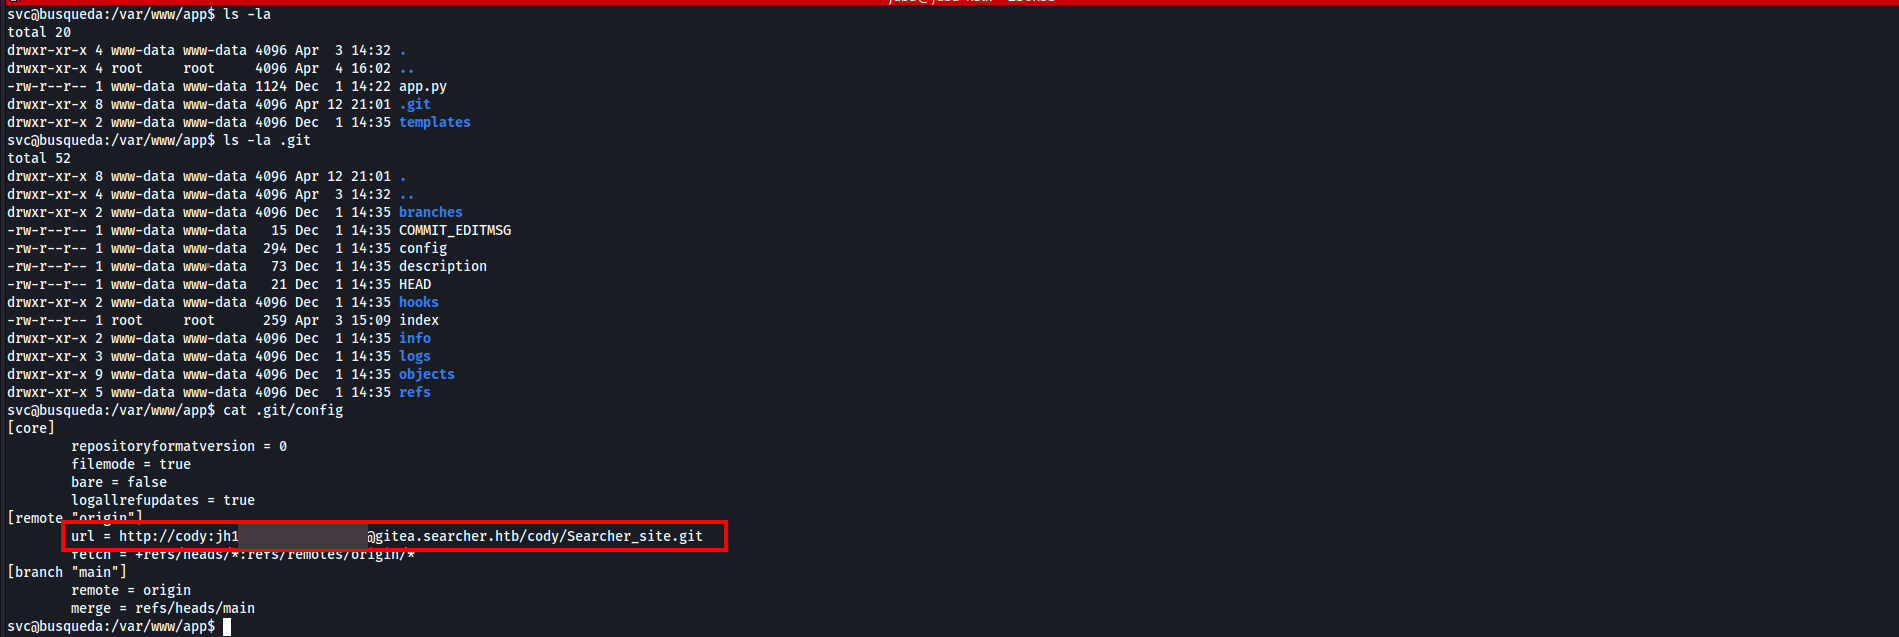 svc@busqueda:/var/www/app$ ls -la
total 20
drwxr-xr-x 4 www-data www-data 4096 Apr  3 14:32 .
drwxr-xr-x 4 root     root     4096 Apr  4 16:02 ..
-rw-r--r-- 1 www-data www-data 1124 Dec  1 14:22 app.py
drwxr-xr-x 8 www-data www-data 4096 Apr 12 21:01 .git
drwxr-xr-x 2 www-data www-data 4096 Dec  1 14:35 templates
svc@busqueda:/var/www/app$ ls -la .git
total 52
drwxr-xr-x 8 www-data www-data 4096 Apr 12 21:01 .
drwxr-xr-x 4 www-data www-data 4096 Apr  3 14:32 ..
drwxr-xr-x 2 www-data www-data 4096 Dec  1 14:35 branches
-rw-r--r-- 1 www-data www-data   15 Dec  1 14:35 COMMIT_EDITMSG
-rw-r--r-- 1 www-data www-data  294 Dec  1 14:35 config
-rw-r--r-- 1 www-data www-data   73 Dec  1 14:35 description
-rw-r--r-- 1 www-data www-data   21 Dec  1 14:35 HEAD
drwxr-xr-x 2 www-data www-data 4096 Dec  1 14:35 hooks
-rw-r--r-- 1 root     root      259 Apr  3 15:09 index
drwxr-xr-x 2 www-data www-data 4096 Dec  1 14:35 info
drwxr-xr-x 3 www-data www-data 4096 Dec  1 14:35 logs
drwxr-xr-x 9 www-data www-data 4096 Dec  1 14:35 objects
drwxr-xr-x 5 www-data www-data 4096 Dec  1 14:35 refs
svc@busqueda:/var/www/app$ cat .git/config
[core]
        repositoryformatversion = 0
        filemode = true
        bare = false
        logallrefupdates = true
[remote "origin"]
        url = http://cody:jh1 @gitea.searcher.htb/cody/Searcher_site.git
        fetch = +refs/heads/*:refs/remotes/origin/*
[branch "main"]
        remote = origin
        merge = refs/heads/main
svc@busqueda:/var/www/app$